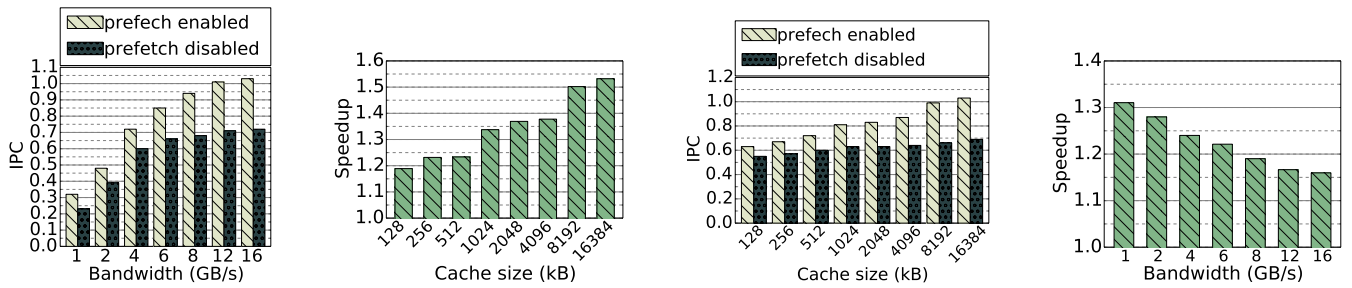 prefech enabled
prefetch disabled
1.1
1.0
0.9
0.8
0.7
0.6
0.5
0.4
0.3
0.2
0.1
0.0
IPC
1 2 4 6 8 12 16
Bandwidth (GB/s)
1.6
1.5
1.4
1.3
1.2
1.1
1.0
Speedup
128 256 512 1024 2048 4096 8192 16384
Cache size (kB)
prefech enabled
prefetch disabled
1.2
1.0
0.8
0.6
0.4
0.2
0.0
IPC
128 256 512 1024 2048 4096 8192 16384
Cache size (kB)
1.4
1.3
1.2
1.1
1.0
Speedup
1 2 4 6 8 12 16
Bandwidth (GB/s)